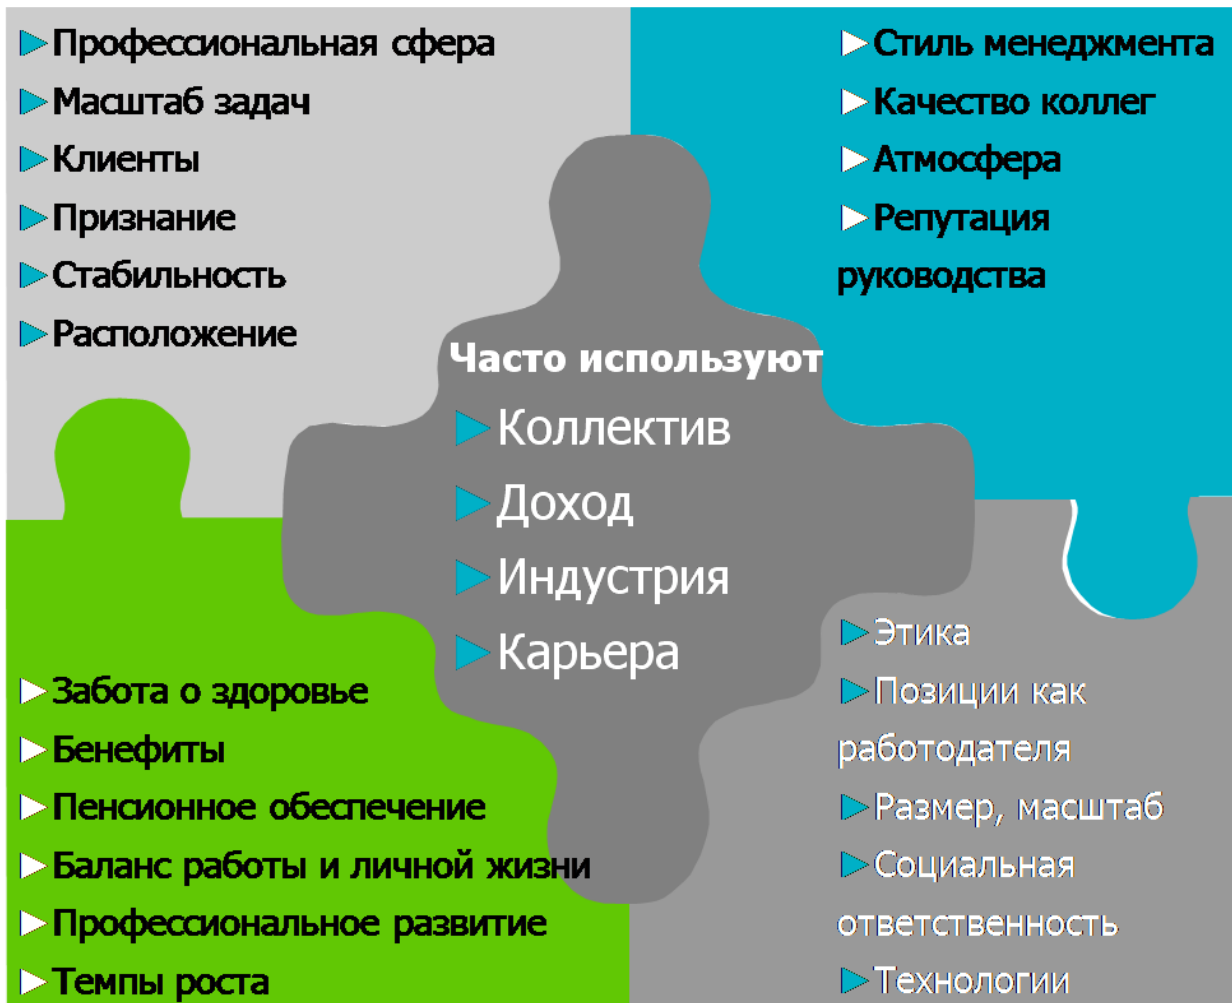 Профессиональная сфера
Масштаб задач
Клиенты
Признание
Стабильность
Расположение
Стиль менеджмента
Качество коллег
Атмосфера
Репутация
руководства
Часто используют
Коллектив
Доход
Индустрия
Карьера
Забота о здоровье
Бенефиты
Пенсионное обеспечение
Баланс работы и личной жизни
Профессиональное развитие
Темпы роста
Этика
Позиции как
работодателя
Размер, масштаб
Социальная
ответственность
Технологии